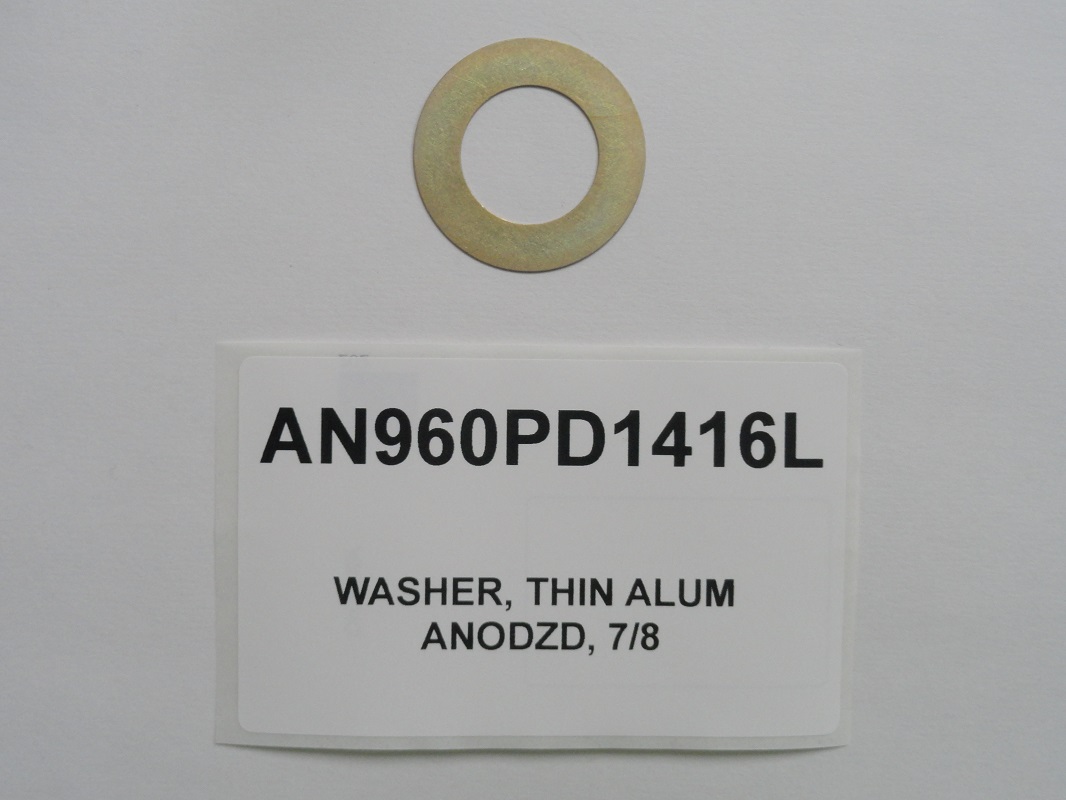 AN960PD1416L
WASHER, THIN ALUM
ANODZD, 7/8